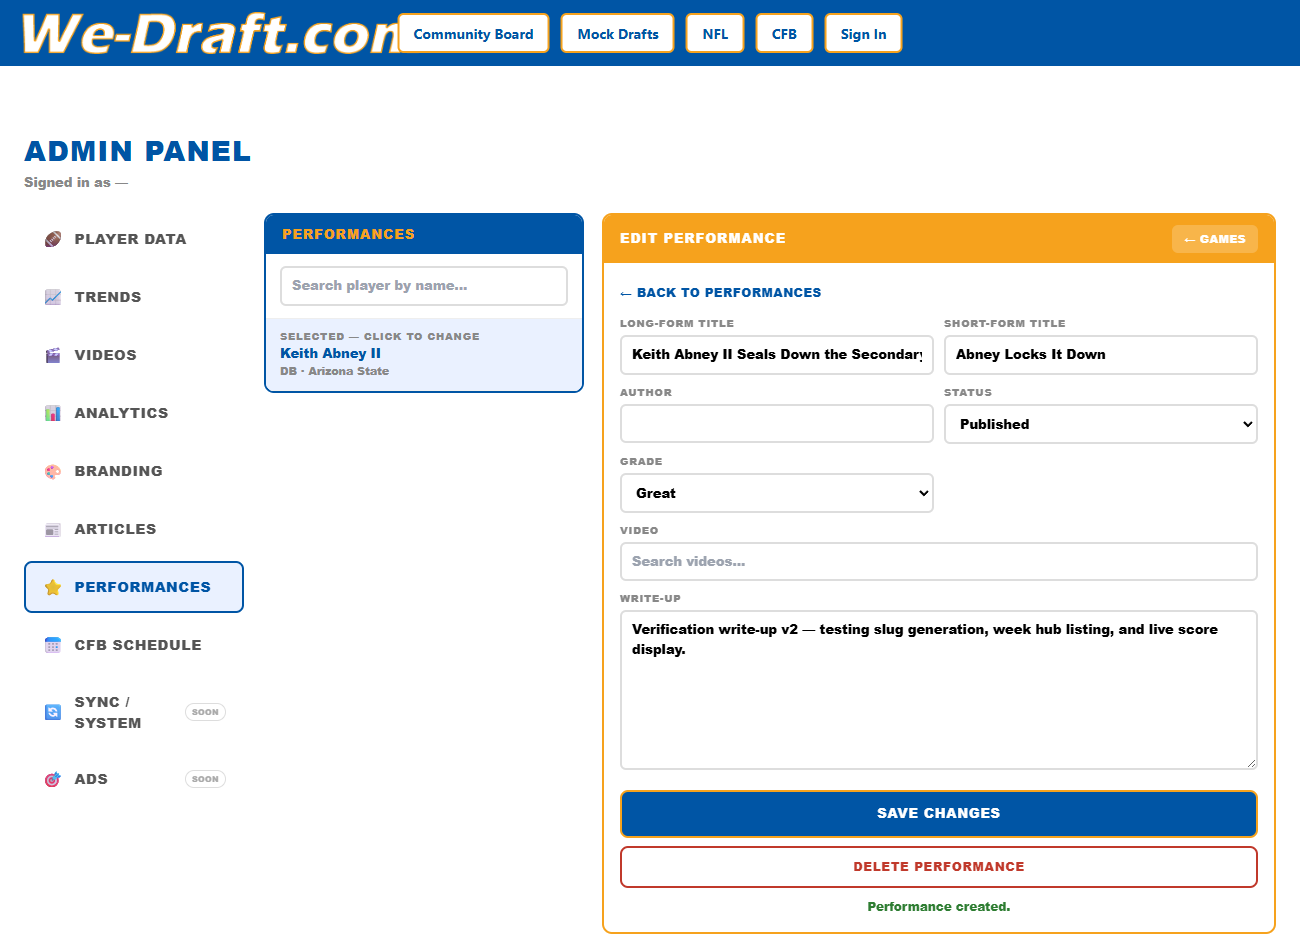 We-Draft.com
Community Board
Mock Drafts
NFL
CFB
Sign In
ADMIN PANEL
Signed in as —
PLAYER DATA
TRENDS
VIDEOS
ANALYTICS
BRANDING
ARTICLES
PERFORMANCES
CFB SCHEDULE
SYNC /
SYSTEM
SOON
ADS
SOON
PERFORMANCES
Search player by name...
SELECTED — CLICK TO CHANGE
Keith Abney II
DB · Arizona State
EDIT PERFORMANCE
← GAMES
← BACK TO PERFORMANCES
LONG-FORM TITLE
SHORT-FORM TITLE
Keith Abney II Seals Down the Secondary
Abney Locks It Down
AUTHOR
STATUS
Published
GRADE
Great
VIDEO
Search videos...
WRITE-UP
Verification write-up v2 — testing slug generation, week hub listing, and live score
display.
SAVE CHANGES
DELETE PERFORMANCE
Performance created.